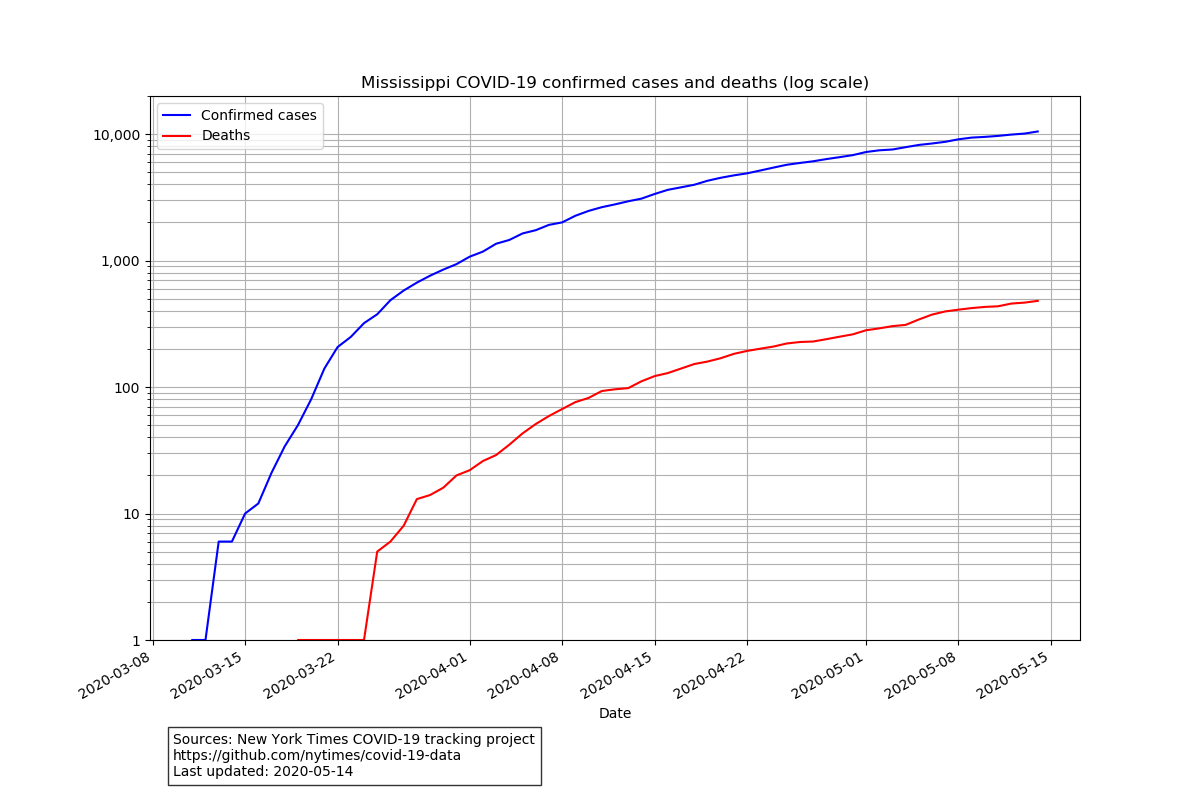 Mississippi COVID-19 confirmed cases and deaths (log scale)
Confirmed cases
Deaths
10,000
1,000
100
10
1
2020-03-08
2020-03-15
2020-03-22
2020-04-01
2020-04-08
2020-04-15
2020-04-22
2020-05-01
2020-05-08
2020-05-15
Date
Sources: New York Times COVID-19 tracking project
https://github.com/nytimes/covid-19-data
Last updated: 2020-05-14